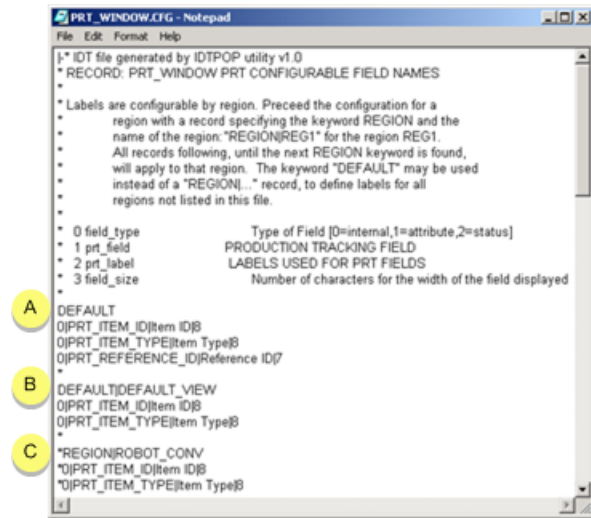 PRT_WINDOW.CFG - Notepad
File Edit Format Help
|-* IDT file generated by IDTPOP utility v1.0
* RECORD: PRT_WINDOW PRT CONFIGURABLE FIELD NAMES
*
* Labels are configurable by region. Preceed the configuration for a
* region with a record specifying the keyword REGION and the
* name of the region: "REGION|REG1" for the region REG1.
* All records following, until the next REGION keyword is found,
* will apply to that region. The keyword "DEFAULT" may be used
* instead of a "REGION|..." record, to define labels for all
* regions not listed in this file.
*
* 0 field_type Type of Field [0=internal,1=attribute,2=status]
* 1 prt_field PRODUCTION TRACKING FIELD
* 2 prt_label LABELS USED FOR PRT FIELDS
* 3 field_size Number of characters for the width of the field displayed
*
A
DEFAULT
0|PRT_ITEM_ID|Item ID|8
0|PRT_ITEM_TYPE|Item Type|8
0|PRT_REFERENCE_ID|Reference ID|7
*
B
DEFAULT|DEFAULT_VIEW
0|PRT_ITEM_ID|Item ID|8
0|PRT_ITEM_TYPE|Item Type|8
*
C
*REGION|ROBOT_CONV
*0|PRT_ITEM_ID|Item ID|8
*0|PRT_ITEM_TYPE|Item Type|8